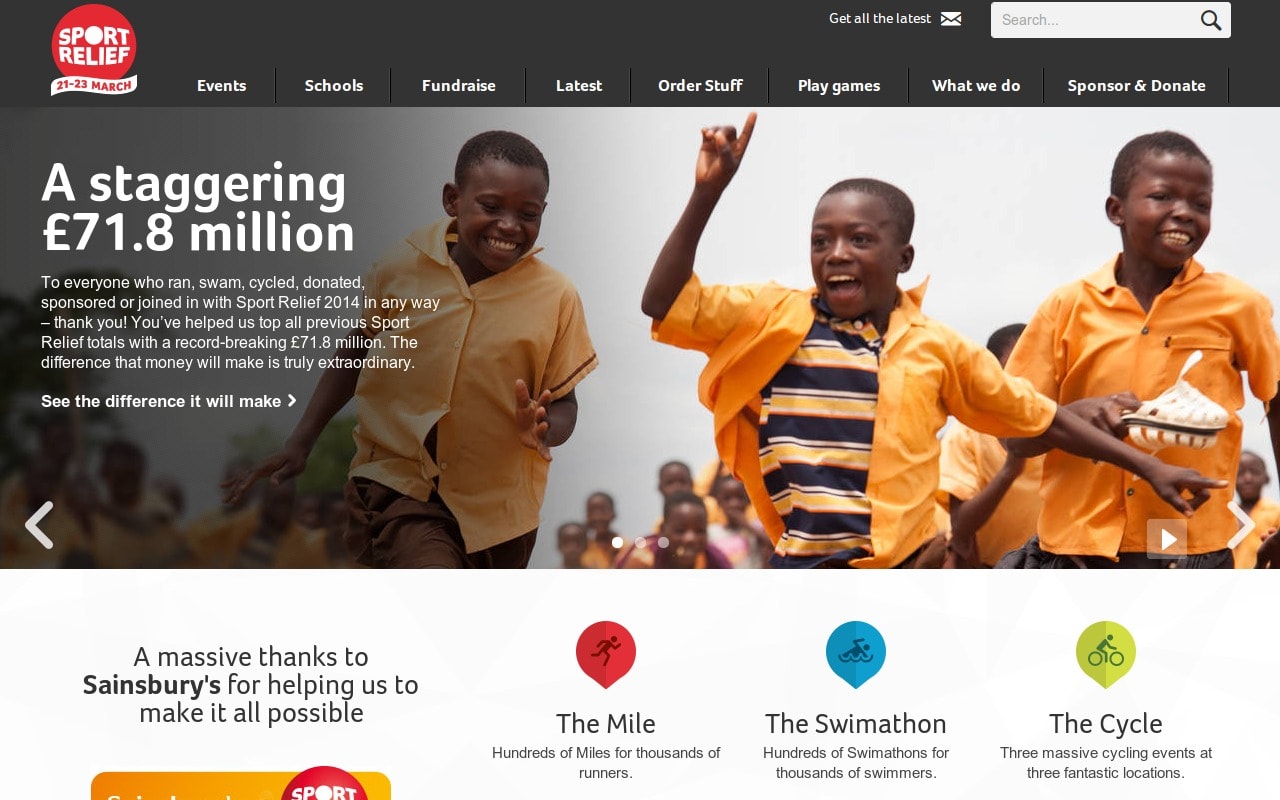 SPORT
RELIEF
21-23 MARCH
Get all the latest
Search...
Events
Schools
Fundraise
Latest
Order Stuff
Play games
What we do
Sponsor & Donate
A staggering
£71.8 million
To everyone who ran, swam, cycled, donated,
sponsored or joined in with Sport Relief 2014 in any way
– thank you! You’ve helped us top all previous Sport
Relief totals with a record-breaking £71.8 million. The
difference that money will make is truly extraordinary.
See the difference it will make
A massive thanks to
Sainsbury's for helping us to
make it all possible
SPORT
The Mile
Hundreds of Miles for thousands of
runners.
The Swimathon
Hundreds of Swimathons for
thousands of swimmers.
The Cycle
Three massive cycling events at
three fantastic locations.